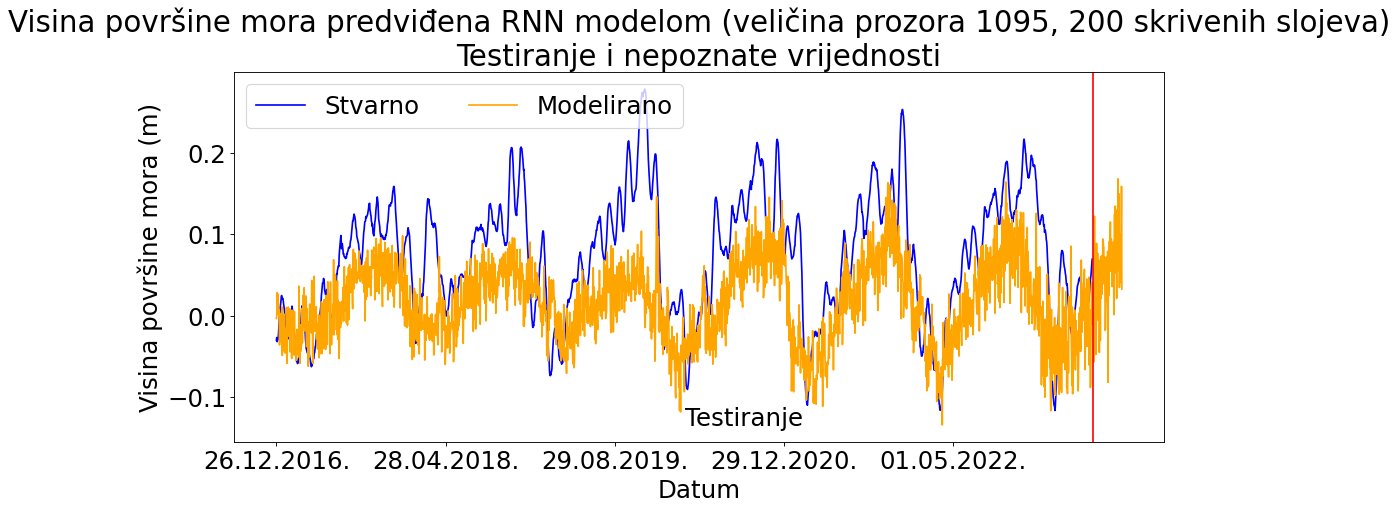 Visina površine mora predviđena RNN modelom (veličina prozora 1095, 200 skrivenih slojeva)
Testiranje i nepoznate vrijednosti
Stvarno Modelirano
Visina površine mora (m)
0.2
0.1
0.0
−0.1
Testiranje
26.12.2016. 28.04.2018. 29.08.2019. 29.12.2020. 01.05.2022.
Datum